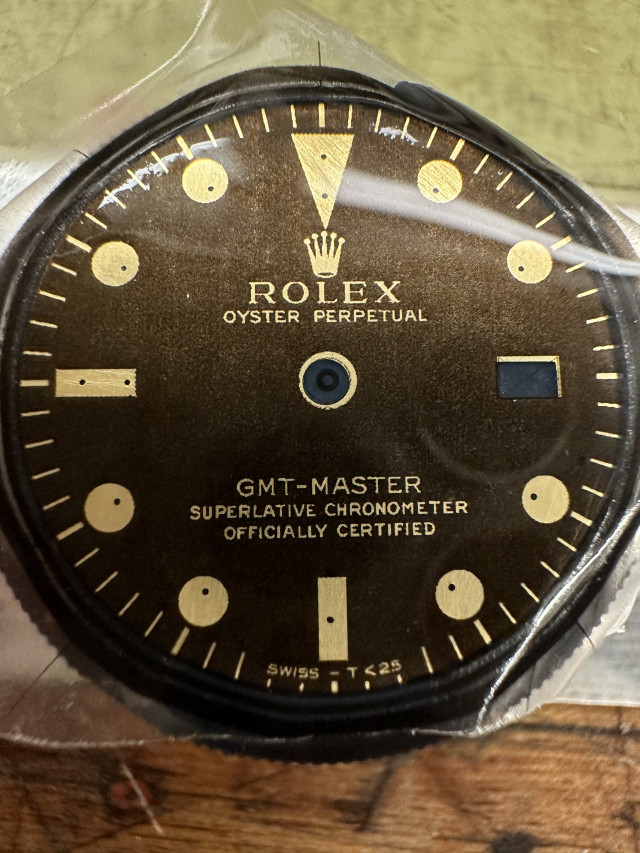 ROLEX
OYSTER PERPETUAL
GMT-MASTER
SUPERLATIVE CHRONOMETER
OFFICIALLY CERTIFIED
SWISS - T<25